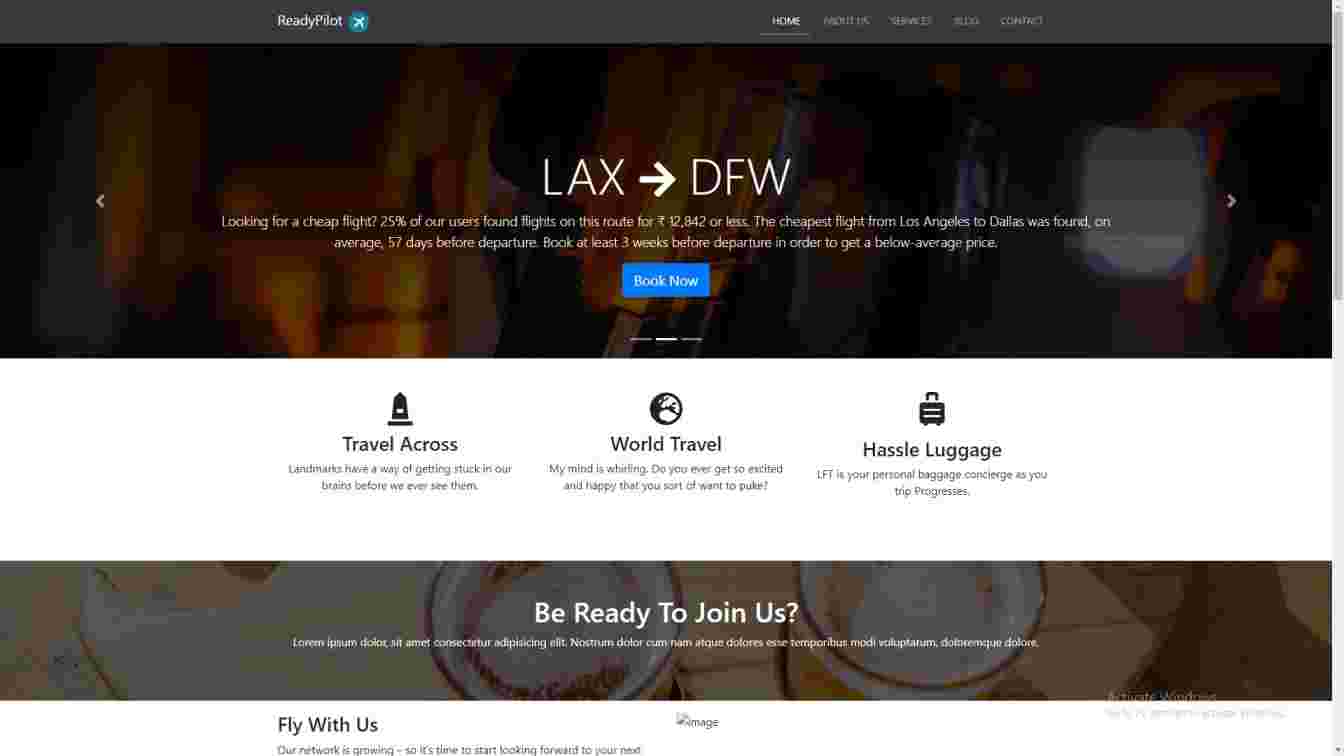 ReadyPilot
HOME ABOUT US SERVICES BLOG CONTACT
LAX → DFW
Looking for a cheap flight? 25% of our users found flights on this route for ₹ 12,842 or less. The cheapest flight from Los Angeles to Dallas was found, on
average, 57 days before departure. Book at least 3 weeks before departure in order to get a below-average price.
Book Now
Travel Across
Landmarks have a way of getting stuck in our
brains before we ever see them.
World Travel
My mind is whirling. Do you ever get so excited
and happy that you sort of want to puke?
Hassle Luggage
LFT is your personal baggage concierge as you
trip Progresses.
Be Ready To Join Us?
Lorem ipsum dolor, sit amet consectetur adipisicing elit. Nostrum dolor cum nam atque dolores esse temporibus modi voluptatum, doloremque dolore.
Activate Windows
Fly With Us
image
Our network is growing – so it's time to start looking forward to your next